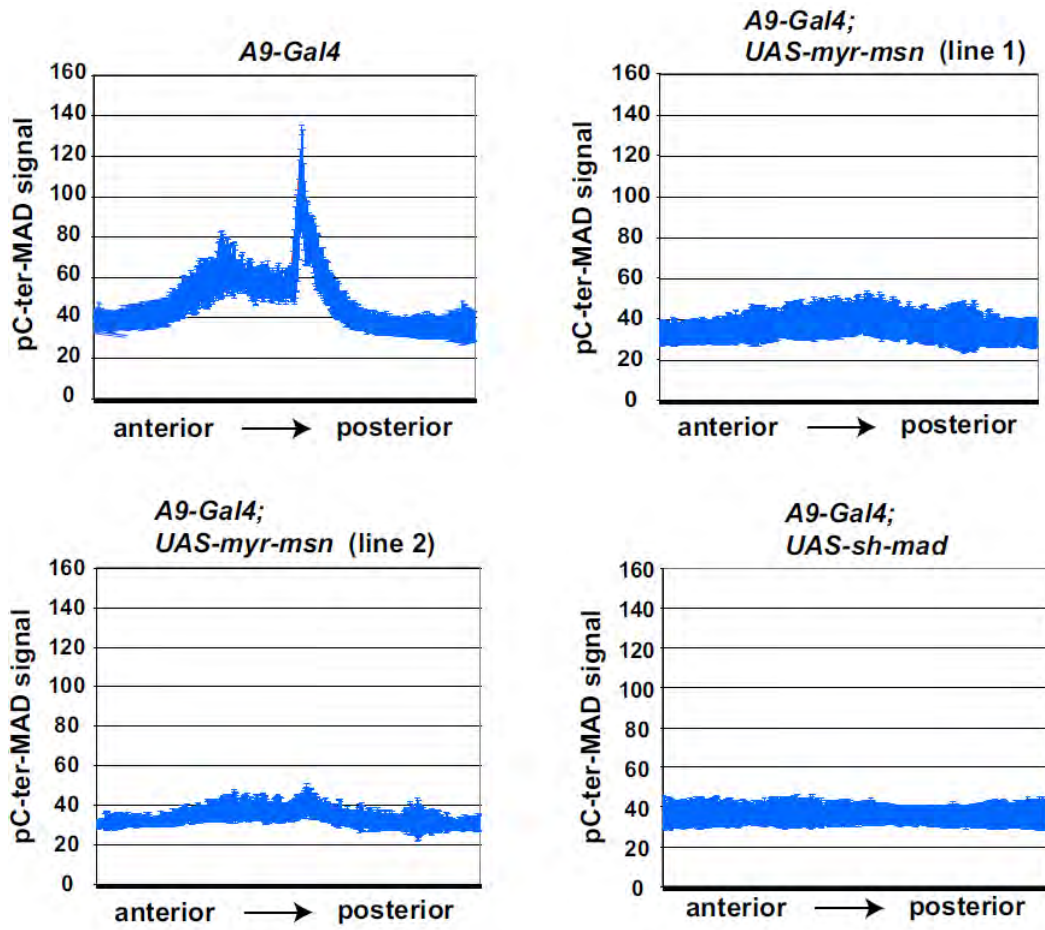 A9-Gal4
160
140
120
100
80
60
40
20
0
pC-ter-MAD signal
anterior → posterior
A9-Gal4;
UAS-myr-msn (line 1)
160
140
120
100
80
60
40
20
0
pC-ter-MAD signal
anterior → posterior
A9-Gal4;
UAS-myr-msn (line 2)
160
140
120
100
80
60
40
20
0
pC-ter-MAD signal
anterior → posterior
A9-Gal4;
UAS-sh-mad
160
140
120
100
80
60
40
20
0
pC-ter-MAD signal
anterior → posterior